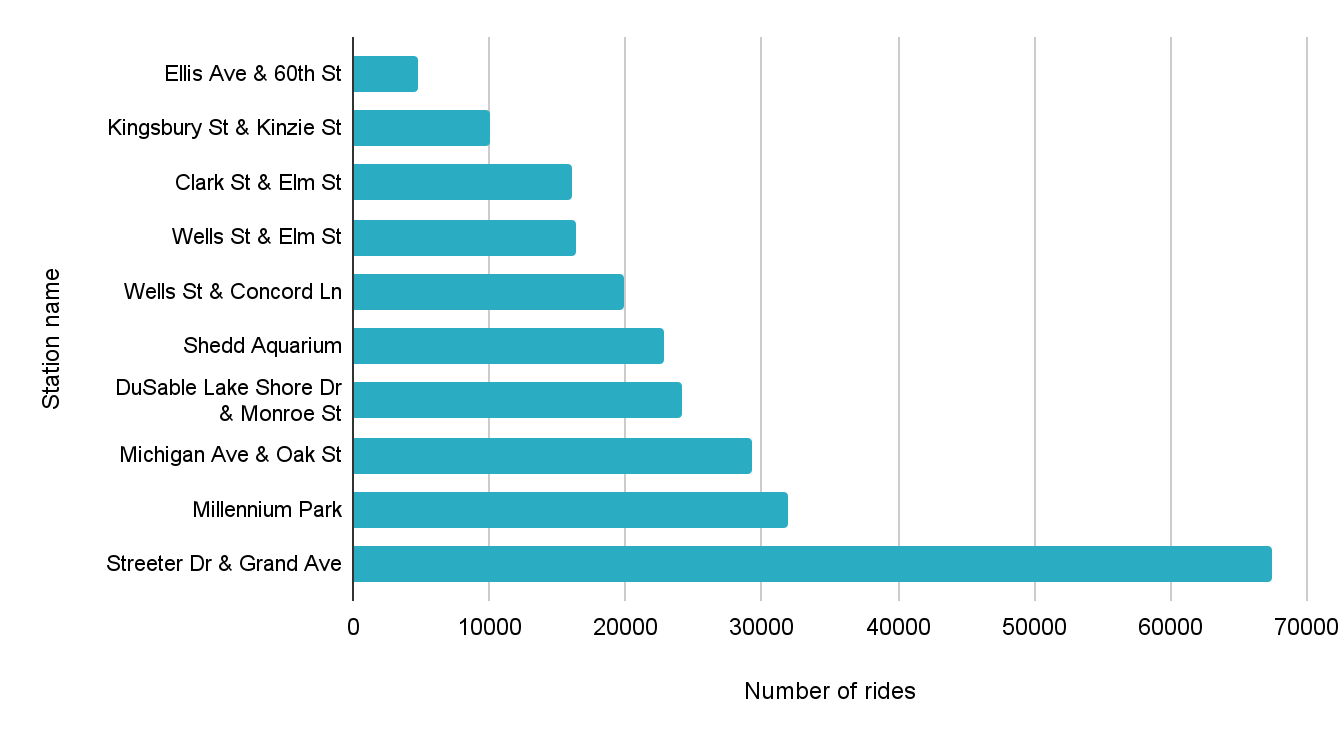 Station name
Ellis Ave & 60th St
Kingsbury St & Kinzie St
Clark St & Elm St
Wells St & Elm St
Wells St & Concord Ln
Shedd Aquarium
DuSable Lake Shore Dr
& Monroe St
Michigan Ave & Oak St
Millennium Park
Streeter Dr & Grand Ave
0 10000 20000 30000 40000 50000 60000 70000
Number of rides